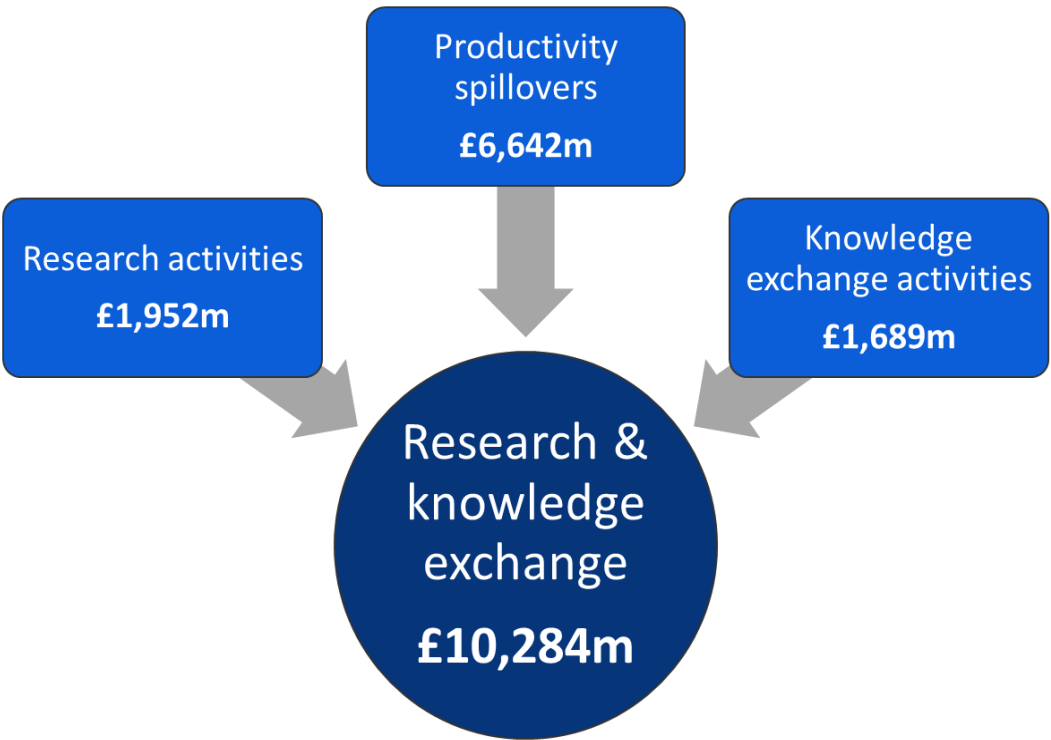 Productivity
spillovers
£6,642m
Research activities
£1,952m
Knowledge
exchange activities
£1,689m
Research &
knowledge
exchange
£10,284m